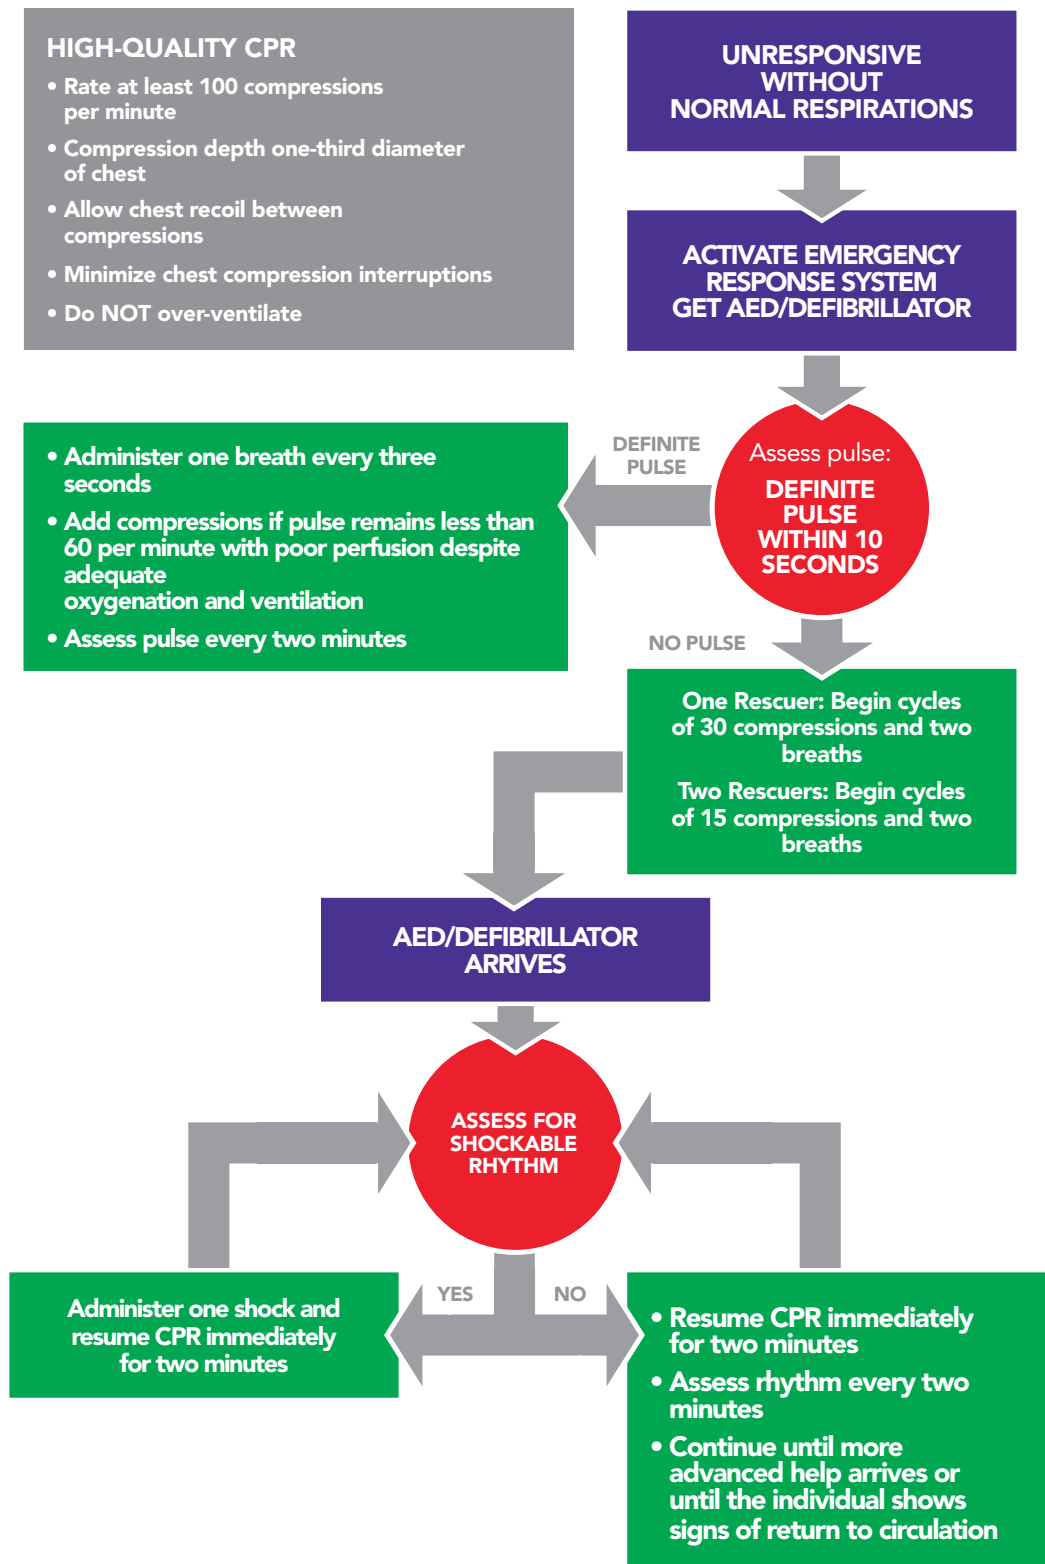 HIGH-QUALITY CPR
• Rate at least 100 compressions
per minute
• Compression depth one-third diameter
of chest
• Allow chest recoil between
compressions
• Minimize chest compression interruptions
• Do NOT over-ventilate
UNRESPONSIVE
WITHOUT
NORMAL RESPIRATIONS
ACTIVATE EMERGENCY
RESPONSE SYSTEM
GET AED/DEFIBRILLATOR
Assess pulse:
DEFINITE
PULSE
WITHIN 10
SECONDS
DEFINITE
PULSE
• Administer one breath every three
seconds
• Add compressions if pulse remains less than
60 per minute with poor perfusion despite
adequate
oxygenation and ventilation
• Assess pulse every two minutes
NO PULSE
One Rescuer: Begin cycles
of 30 compressions and two
breaths
Two Rescuers: Begin cycles
of 15 compressions and two
breaths
AED/DEFIBRILLATOR
ARRIVES
ASSESS FOR
SHOCKABLE
RHYTHM
YES
NO
Administer one shock and
resume CPR immediately
for two minutes
• Resume CPR immediately
for two minutes
• Assess rhythm every two
minutes
• Continue until more
advanced help arrives or
until the individual shows
signs of return to circulation